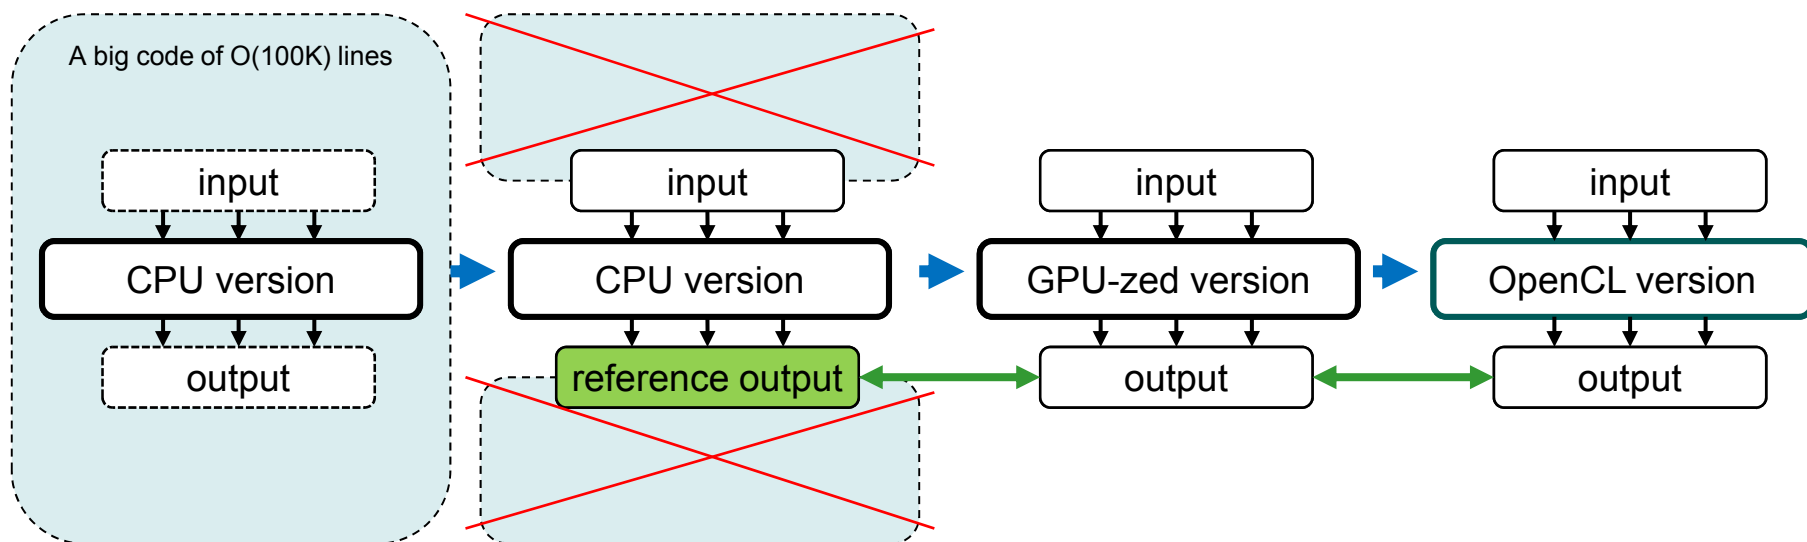 A big code of O(100K) lines
input
CPU version
output
input
CPU version
reference output
input
GPU-zed version
output
input
OpenCL version
output